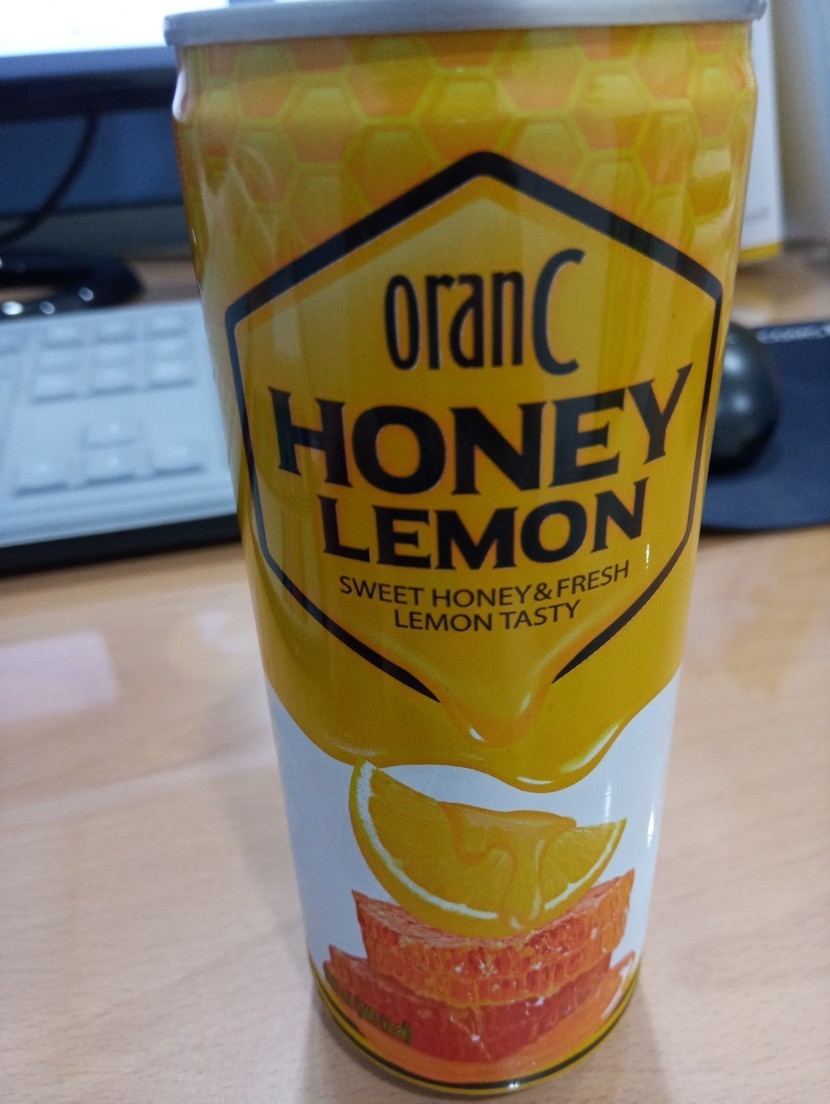 oranC
HONEY
LEMON
SWEET HONEY & FRESH
LEMON TASTY